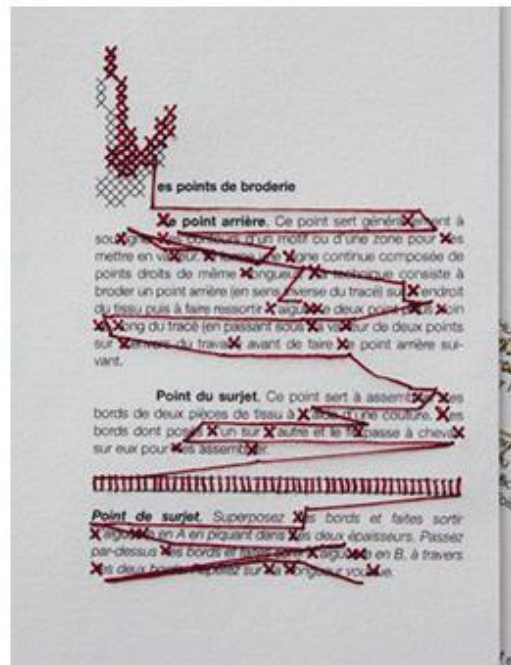 es points de broderie
Le point arrière. Ce point sert généralement à
souligner les contours d'un motif ou d'une zone pour les
mettre en valeur. Il forme une ligne continue composée de
points droits de même longueur. La technique consiste à
broder un point arrière (en sens inverse du tracé) sur l'endroit
du tissu puis à faire ressortir l'aiguille deux points plus loin
le long du tracé (en passant sous la valeur de deux points
sur l'envers du travail) avant de faire le point arrière sui-
vant.
Point du surjet. Ce point sert à assembler les
bords de deux pièces de tissu à l'aide d'une couture. Les
bords dont posés l'un sur l'autre et le fil passe à cheval
sur eux pour les assembler.
Point de surjet. Superposez les bords et faites sortir
l'aiguille en A en piquant dans les deux épaisseurs. Passez
par-dessus les bords et faites sortir l'aiguille en B, à travers
les deux bords. Répétez sur la longueur voulue.